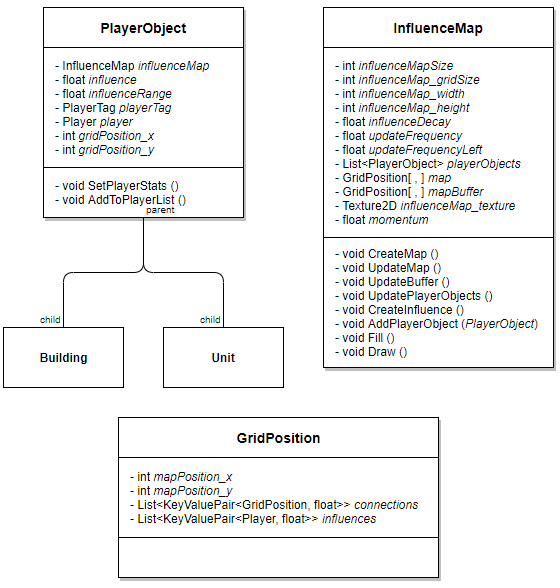 PlayerObject
- InfluenceMap influenceMap
- float influence
- float influenceRange
- PlayerTag playerTag
- Player player
- int gridPosition_x
- int gridPosition_y
- void SetPlayerStats ()
- void AddToPlayerList ()
parent
child
child
Building
Unit
InfluenceMap
- int influenceMapSize
- int influenceMap_gridSize
- int influenceMap_width
- int influenceMap_height
- float influenceDecay
- float updateFrequency
- float updateFrequencyLeft
- List<PlayerObject> playerObjects
- GridPosition[ , ] map
- GridPosition[ , ] mapBuffer
- Texture2D influenceMap_texture
- float momentum
- void CreateMap ()
- void UpdateMap ()
- void UpdateBuffer ()
- void UpdatePlayerObjects ()
- void CreateInfluence ()
- void AddPlayerObject (PlayerObject)
- void Fill ()
- void Draw ()
GridPosition
- int mapPosition_x
- int mapPosition_y
- List<KeyValuePair<GridPosition, float>> connections
- List<KeyValuePair<Player, float>> influences